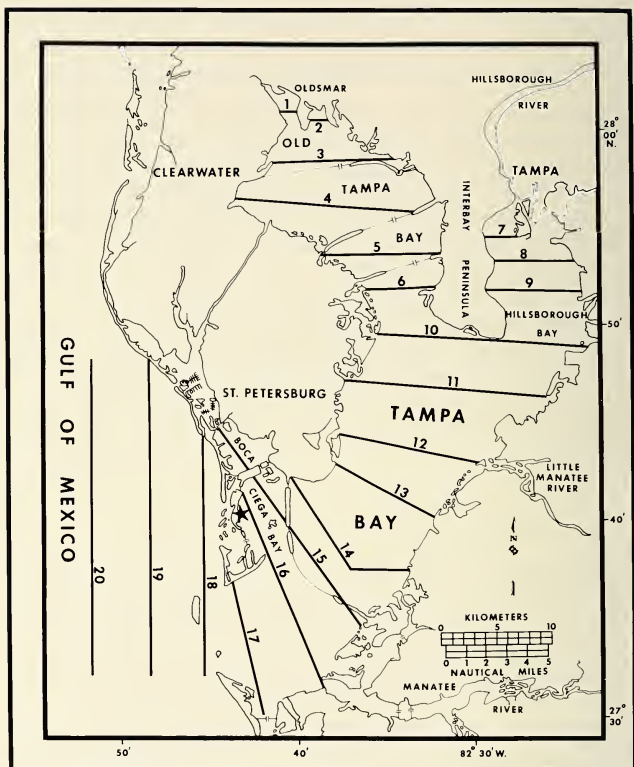 OLDSMAR
HILLSBOROUGH
RIVER
1
2
28°
00'
N.
OLD
3
CLEARWATER
TAMPA
TAMPA
4
INTERBAY
PENINSULA
7
BAY
5
8
6
9
HILLSBOROUGH
BAY
50'
10
GULF OF MEXICO
ST. PETERSBURG
11
TAMPA
12
BOCA
CIEGA
BAY
LITTLE
MANATEE
RIVER
13
40'
BAY
N
14
15
16
17
18
19
20
KILOMETERS
0 5 10
0 1 2 3 4 5
NAUTICAL MILES
MANATEE
RIVER
27°
30'
50'
40'
82° 30' W.